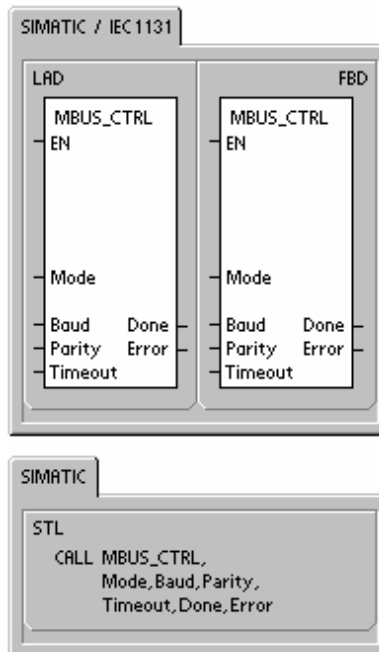 SIMATIC / IEC1131
LAD
MBUS_CTRL
EN
Mode
Baud Done
Parity Error
Timeout
FBD
MBUS_CTRL
EN
Mode
Baud Done
Parity Error
Timeout
SIMATIC
STL
CALL MBUS_CTRL,
Mode,Baud,Parity,
Timeout,Done,Error